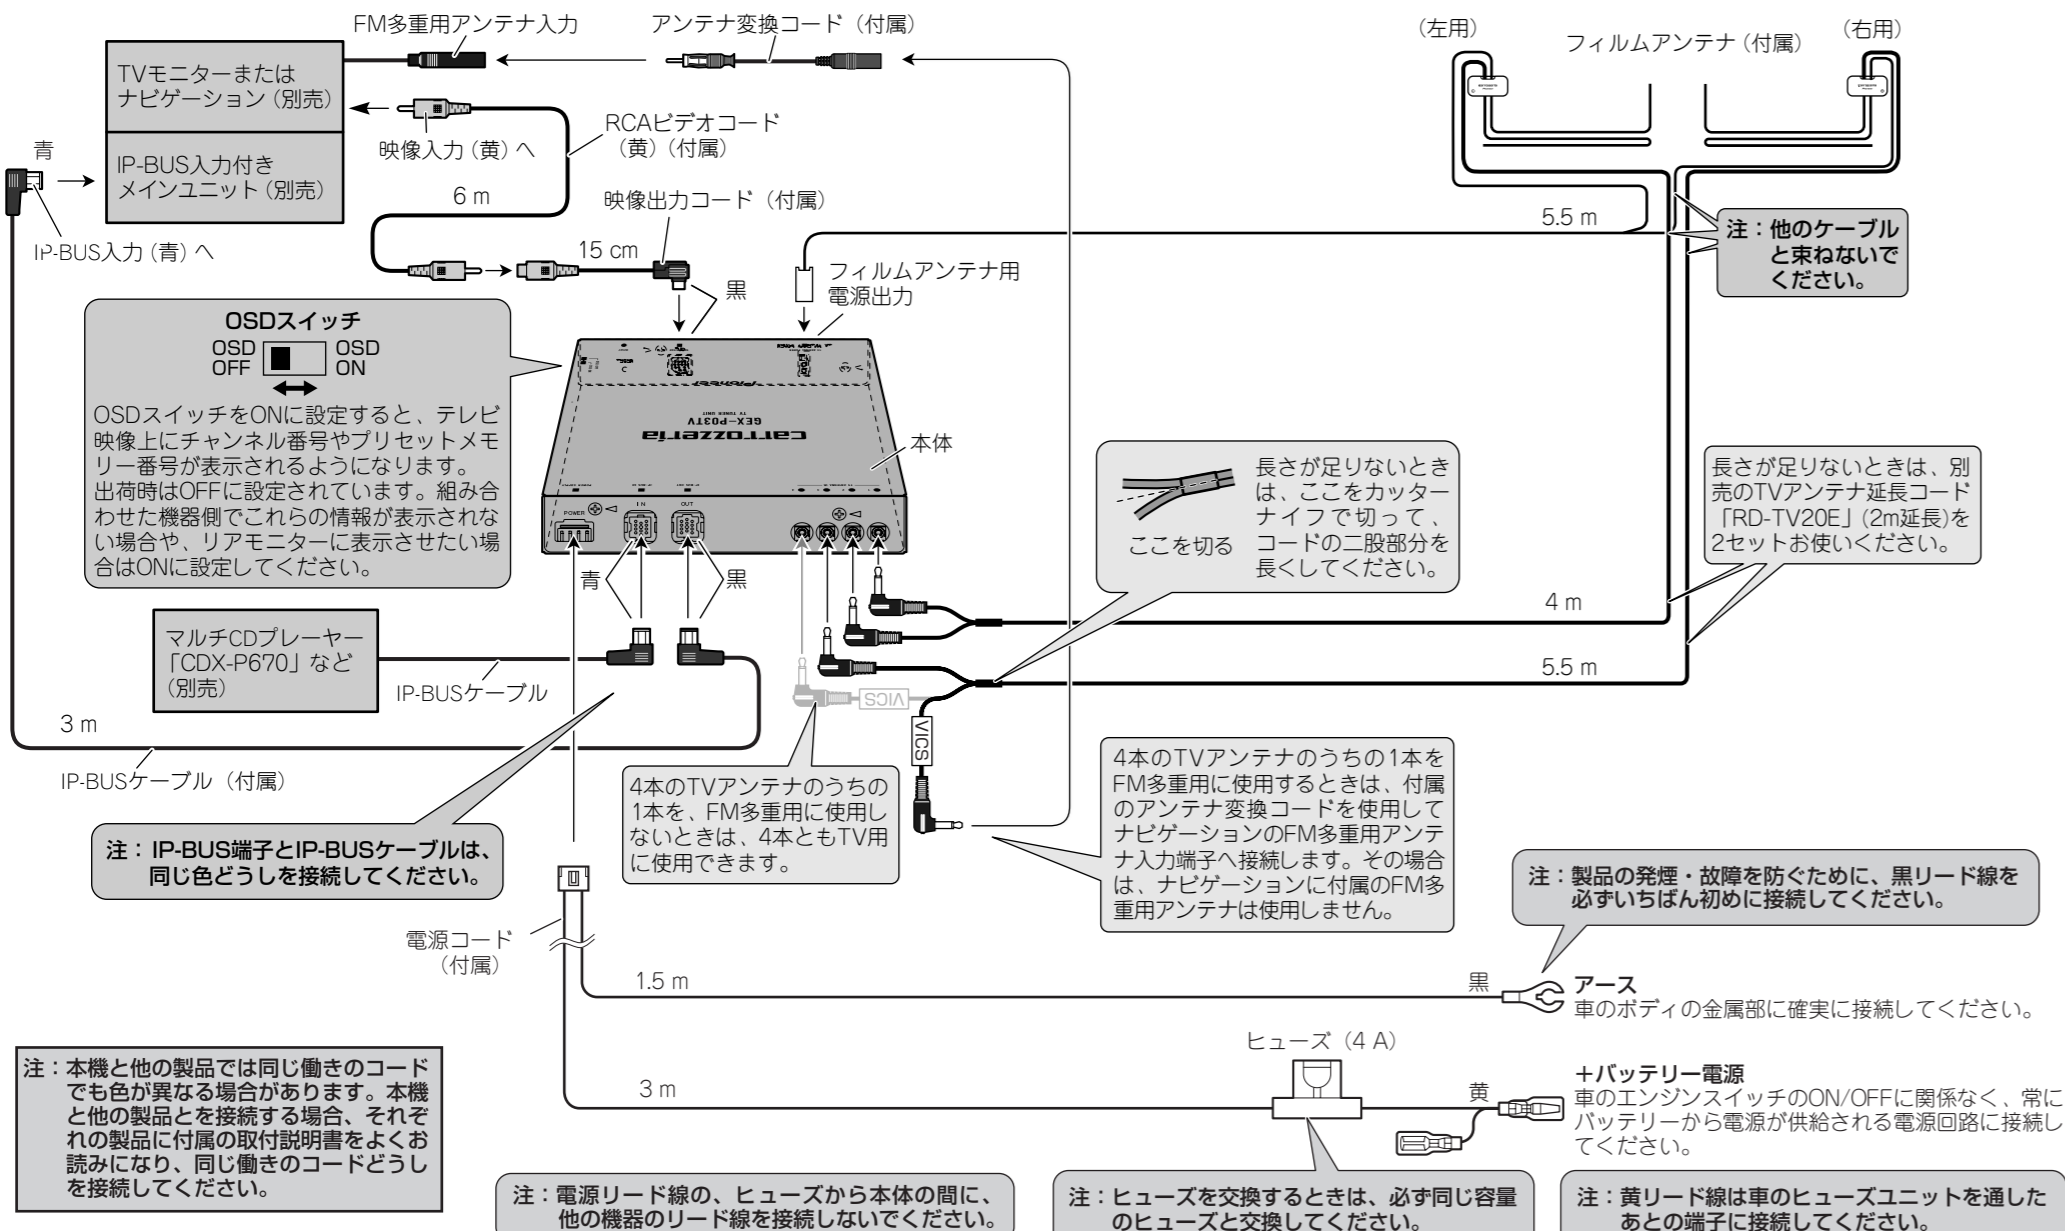 FM多重用アンテナ入力
アンテナ変換コード（付属）
（左用）
フィルムアンテナ（付属）
（右用）
TVモニターまたは
ナビゲーション（別売）
RCAビデオコード
（黄）（付属）
映像入力（黄）へ
青
IP-BUS入力付き
メインユニット（別売）
6 m
映像出力コード（付属）
5.5 m
注：他のケーブル
と束ねないで
ください。
IP-BUS入力（青）へ
15 cm
フィルムアンテナ用
電源出力
黒
OSDスイッチ
OSD
OFF
OSD
ON
OSDスイッチをONに設定すると、テレビ
映像上にチャンネル番号やプリセットメモ
リー番号が表示されるようになります。
出荷時はOFFに設定されています。組み合
わせた機器側でこれらの情報が表示されな
い場合や、リアモニターに表示させたい場
合はONに設定してください。
Pioneer
TV TUNER UNIT
GEX-P03TV
carrozzeria
本体
POWER
IN
OUT
青
黒
ここを切る
長さが足りないとき
は、ここをカッター
ナイフで切って、
コードの二股部分を
長くしてください。
長さが足りないときは、別
売のTVアンテナ延長コード
「RD-TV20E」(2m延長)を
2セットお使いください。
4 m
5.5 m
マルチCDプレーヤー
「CDX-P670」など
（別売）
IP-BUSケーブル
VICS
VICS
3 m
IP-BUSケーブル（付属）
4本のTVアンテナのうちの
1本を、FM多重用に使用し
ないときは、4本ともTV用
に使用できます。
4本のTVアンテナのうちの1本を
FM多重用に使用するときは、付属
のアンテナ変換コードを使用して
ナビゲーションのFM多重用アンテ
ナ入力端子へ接続します。その場合
は、ナビゲーションに付属のFM多
重用アンテナは使用しません。
注：IP-BUS端子とIP-BUSケーブルは、
同じ色どうしを接続してください。
注：製品の発煙・故障を防ぐために、黒リード線を
必ずいちばん初めに接続してください。
電源コード
（付属）
1.5 m
黒
アース
車のボディの金属部に確実に接続してください。
ヒューズ（4 A）
3 m
黄
＋バッテリー電源
車のエンジンスイッチのON/OFFに関係なく、常に
バッテリーから電源が供給される電源回路に接続し
てください。
注：本機と他の製品では同じ働きのコード
でも色が異なる場合があります。本機
と他の製品とを接続する場合、それぞ
れの製品に付属の取付説明書をよくお
読みになり、同じ働きのコードどうし
を接続してください。
注：電源リード線の、ヒューズから本体の間に、
他の機器のリード線を接続しないでください。
注：ヒューズを交換するときは、必ず同じ容量
のヒューズと交換してください。
注：黄リード線は車のヒューズユニットを通した
あとの端子に接続してください。